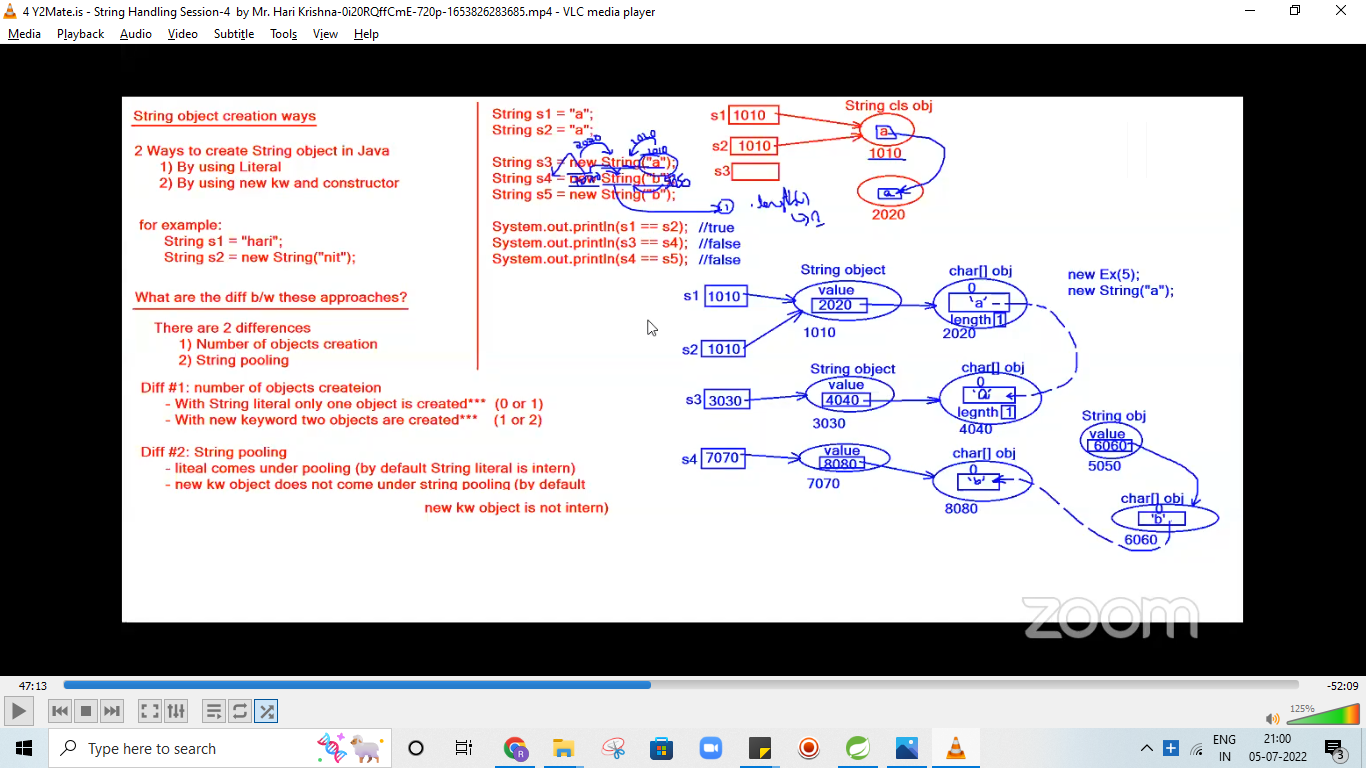 4 Y2Mate.is - String Handling Session-4 by Mr. Hari Krishna-0i20RQffCmE-720p-1653826283685.mp4 - VLC media player
Media Playback Audio Video Subtitle Tools View Help
String object creation ways
2 Ways to create String object in Java
1) By using Literal
2) By using new kw and constructor
for example:
String s1 = "hari";
String s2 = new String("nit");
What are the diff b/w these approaches?
There are 2 differences
1) Number of objects creation
2) String pooling
Diff #1: number of objects createion
- With String literal only one object is created*** (0 or 1)
- With new keyword two objects are created*** (1 or 2)
Diff #2: String pooling
- liteal comes under pooling (by default String literal is intern)
- new kw object does not come under string pooling (by default
new kw object is not intern)
String s1 = "a";
String s2 = "a";
String s3 = new String("a");
String s4 = new String("b");
String s5 = new String("b");
System.out.println(s1 == s2); //true
System.out.println(s3 == s4); //false
System.out.println(s4 == s5); //false
String cls obj
s1 1010
a
1010
s2 1010
s3
a
2020
String object
char[] obj
new Ex(5);
new String("a");
s1 1010
value
2020
1010
0
'a'
length 1
2020
s2 1010
String object
char[] obj
s3 3030
value
4040
3030
0
'a'
legnth 1
4040
String obj
value
6060
5050
s4 7070
value
8080
7070
char[] obj
0
'b'
8080
char[] obj
0
'b'
6060
zoom
47:13
-52:09
125%
Type here to search
ENG
IN
21:00
05-07-2022
3